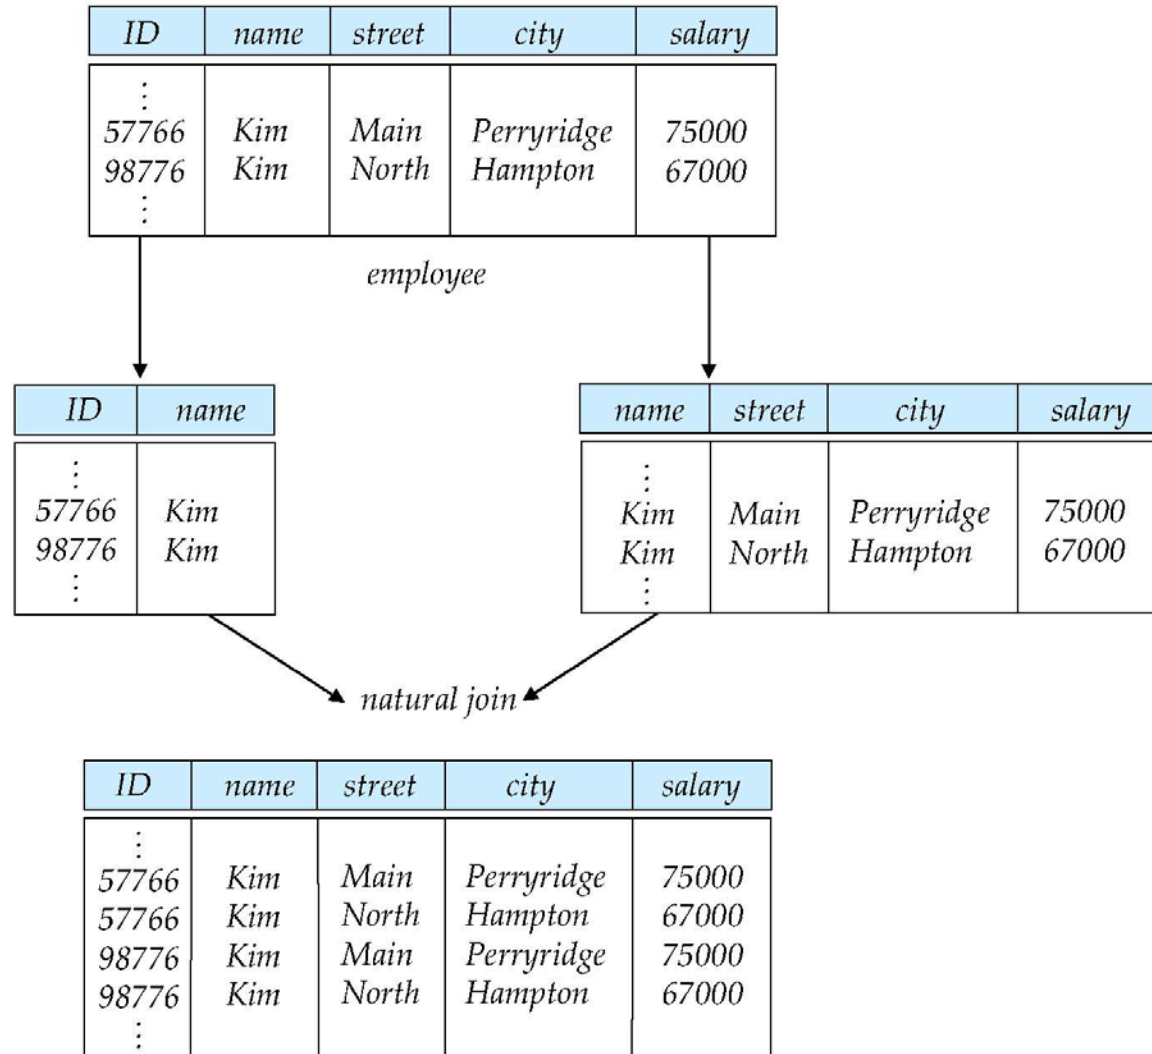 ID name street city salary
⋮
57766 Kim Main Perryridge 75000
98776 Kim North Hampton 67000
⋮
employee
ID name
⋮
57766 Kim
98776 Kim
⋮
name street city salary
⋮
Kim Main Perryridge 75000
Kim North Hampton 67000
⋮
natural join
ID name street city salary
⋮
57766 Kim Main Perryridge 75000
57766 Kim North Hampton 67000
98776 Kim Main Perryridge 75000
98776 Kim North Hampton 67000
⋮